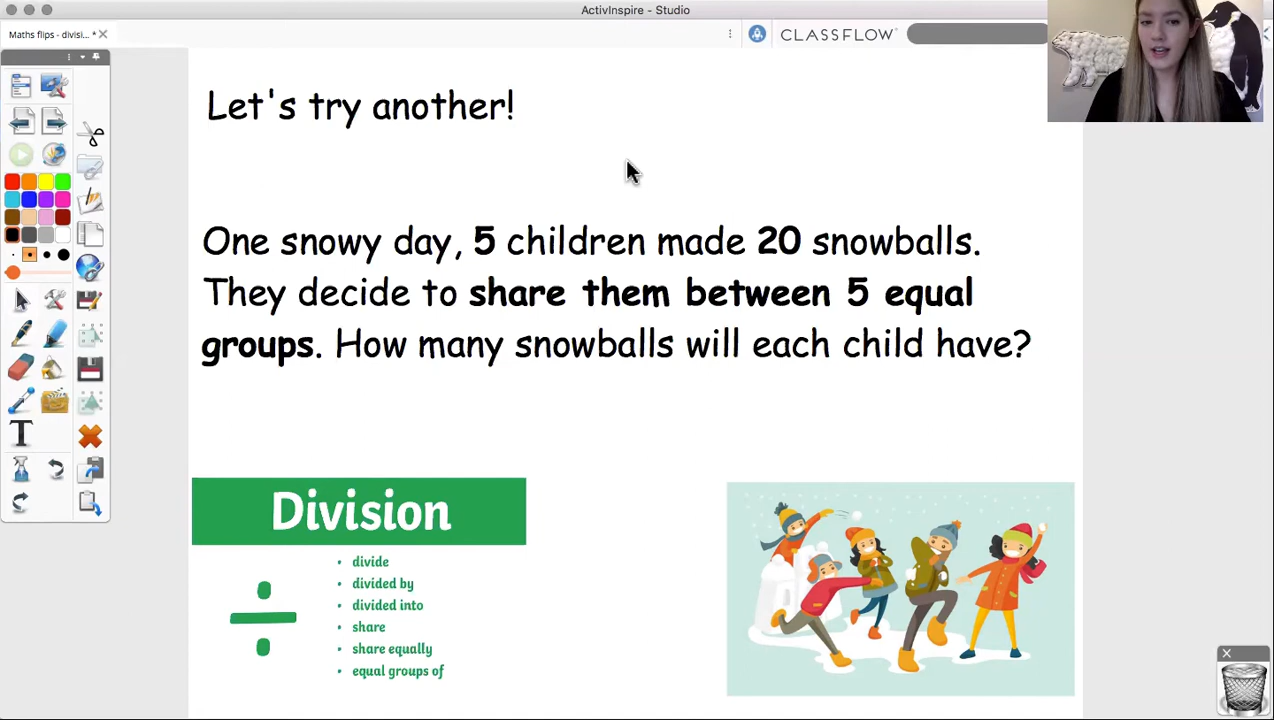 ActivInspire - Studio
Maths flips - divisi... *
CLASSFLOW
Let's try another!
One snowy day, 5 children made 20 snowballs.
They decide to share them between 5 equal
groups. How many snowballs will each child have?
Division
÷
• divide
• divided by
• divided into
• share
• share equally
• equal groups of
T